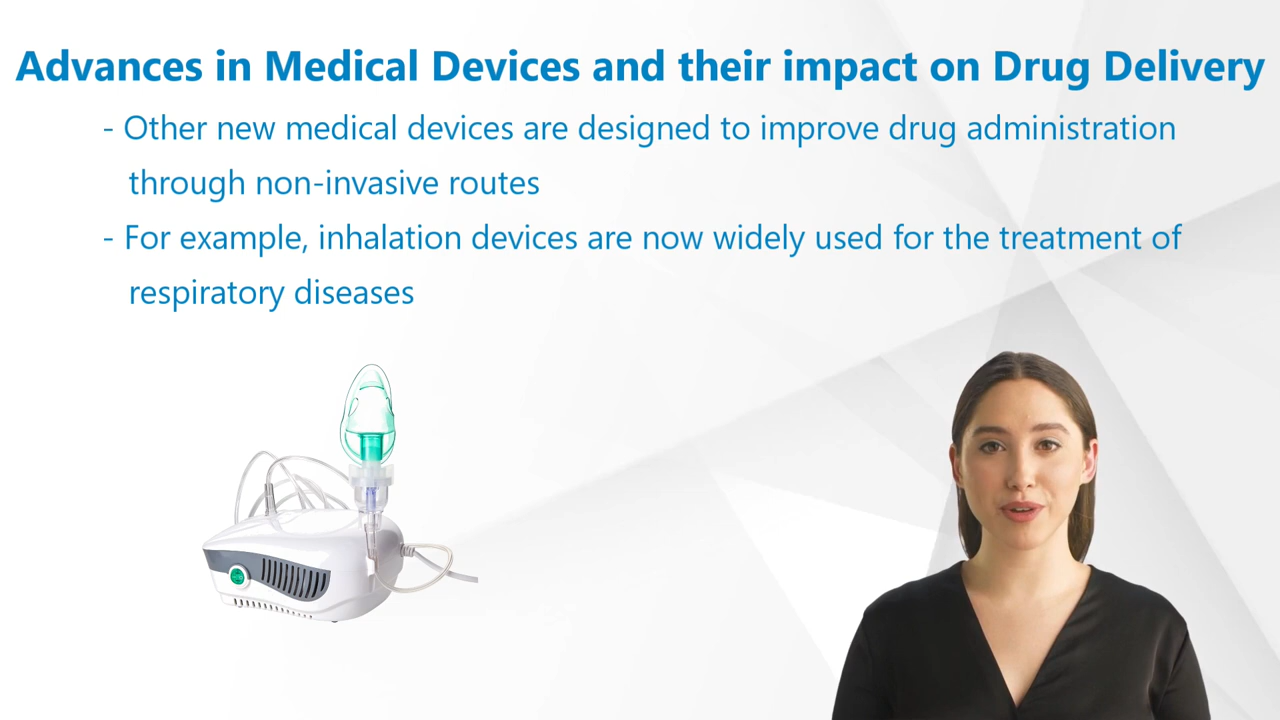 Advances in Medical Devices and their impact on Drug Delivery
- Other new medical devices are designed to improve drug administration
through non-invasive routes
- For example, inhalation devices are now widely used for the treatment of
respiratory diseases